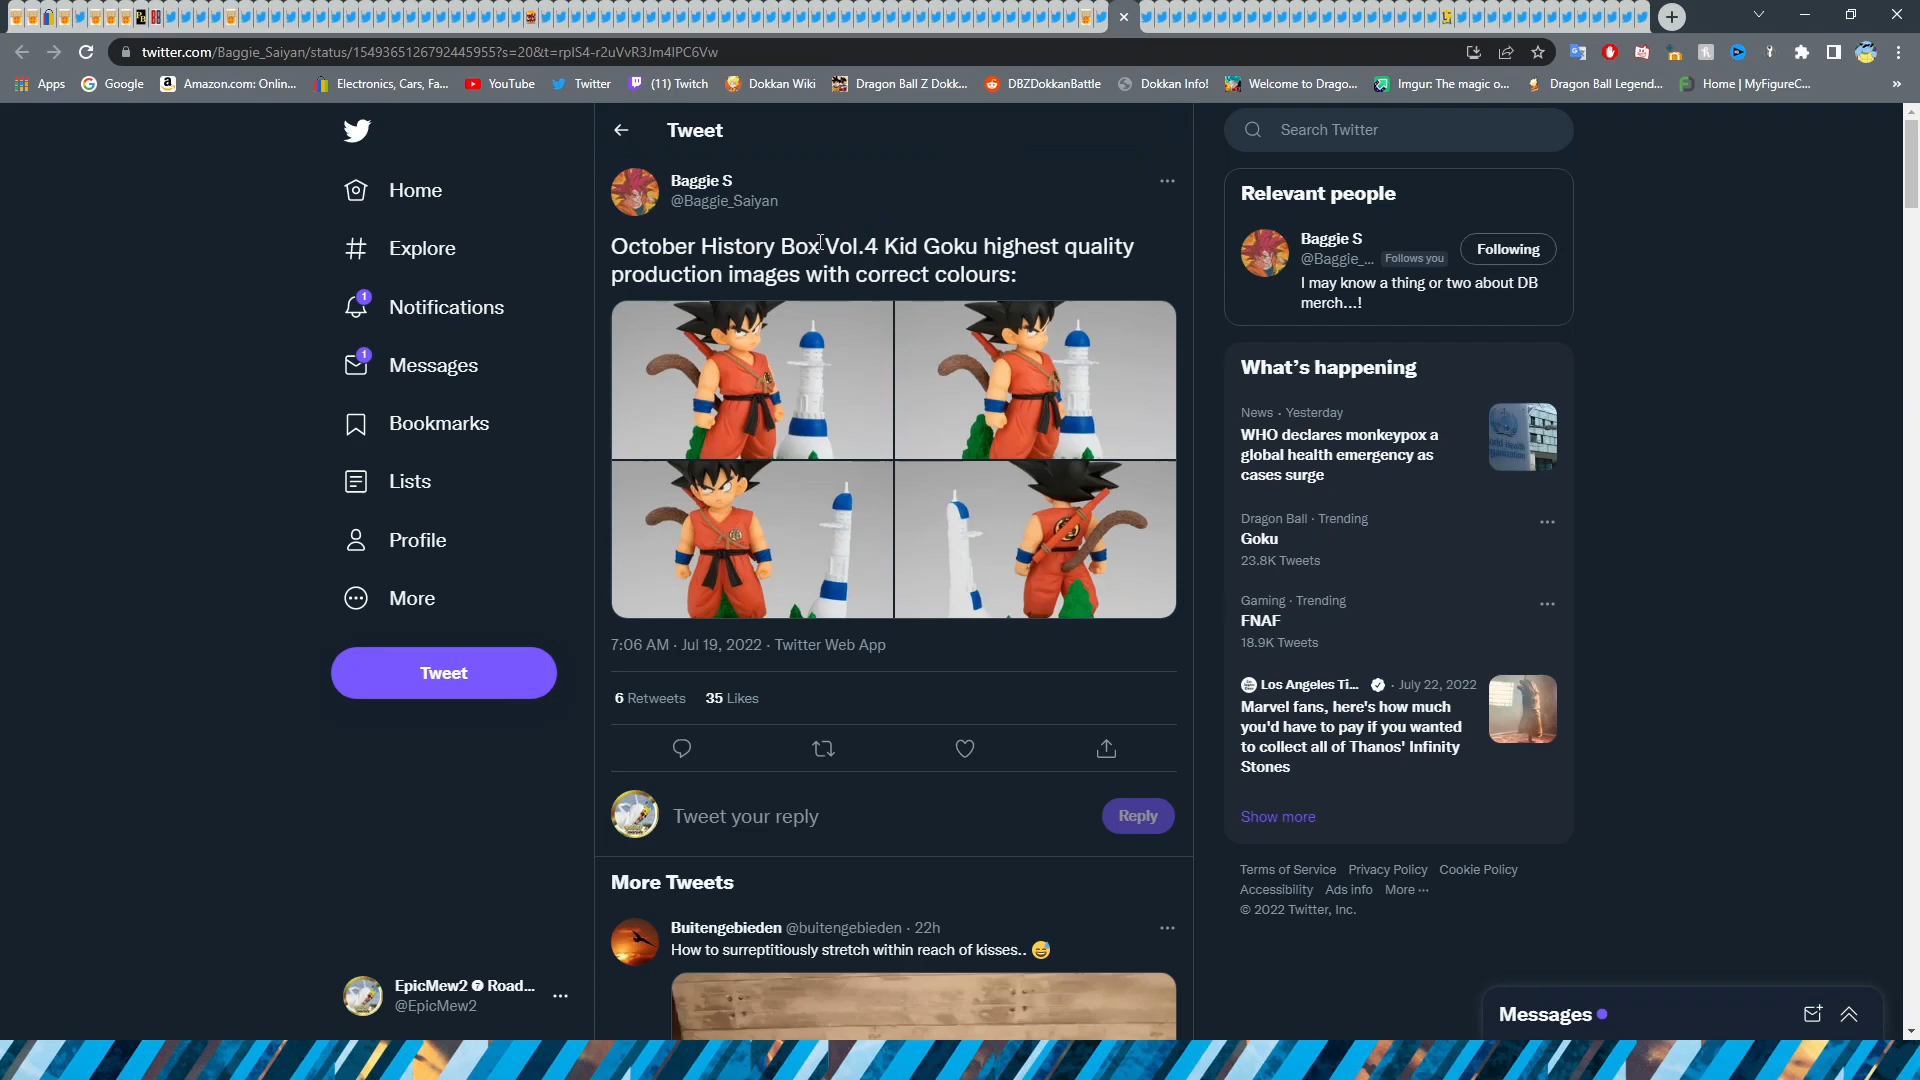 twitter.com/Baggie_Saiyan/status/1549365126792445955?s=20&t=rpIS4-r2uVvR3Jm4IPC6Vw
Apps Google Amazon.com: Onlin... Electronics, Cars, Fa... YouTube Twitter (11) Twitch Dokkan Wiki Dragon Ball Z Dokk... DBZDokkanBattle Dokkan Info! Welcome to Drago... Imgur: The magic o... Dragon Ball Legend... Home | MyFigureC... »
Home
Explore
1
Notifications
1
Messages
Bookmarks
Lists
Profile
More
Tweet
EpicMew2 Road...
@EpicMew2
Tweet
Baggie S
@Baggie_Saiyan
October History Box Vol.4 Kid Goku highest quality
production images with correct colours:
7:06 AM · Jul 19, 2022 · Twitter Web App
6 Retweets 35 Likes
Tweet your reply
Reply
More Tweets
Buitengebieden @buitengebieden · 22h
How to surreptitiously stretch within reach of kisses..
Search Twitter
Relevant people
Baggie S
@Baggie_... Follows you
Following
I may know a thing or two about DB
merch...!
What's happening
News · Yesterday
WHO declares monkeypox a
global health emergency as
cases surge
Dragon Ball · Trending
Goku
23.8K Tweets
Gaming · Trending
FNAF
18.9K Tweets
Los Angeles Ti... · July 22, 2022
Marvel fans, here's how much
you'd have to pay if you wanted
to collect all of Thanos' Infinity
Stones
Show more
Terms of Service Privacy Policy Cookie Policy
Accessibility Ads info More ···
© 2022 Twitter, Inc.
Messages